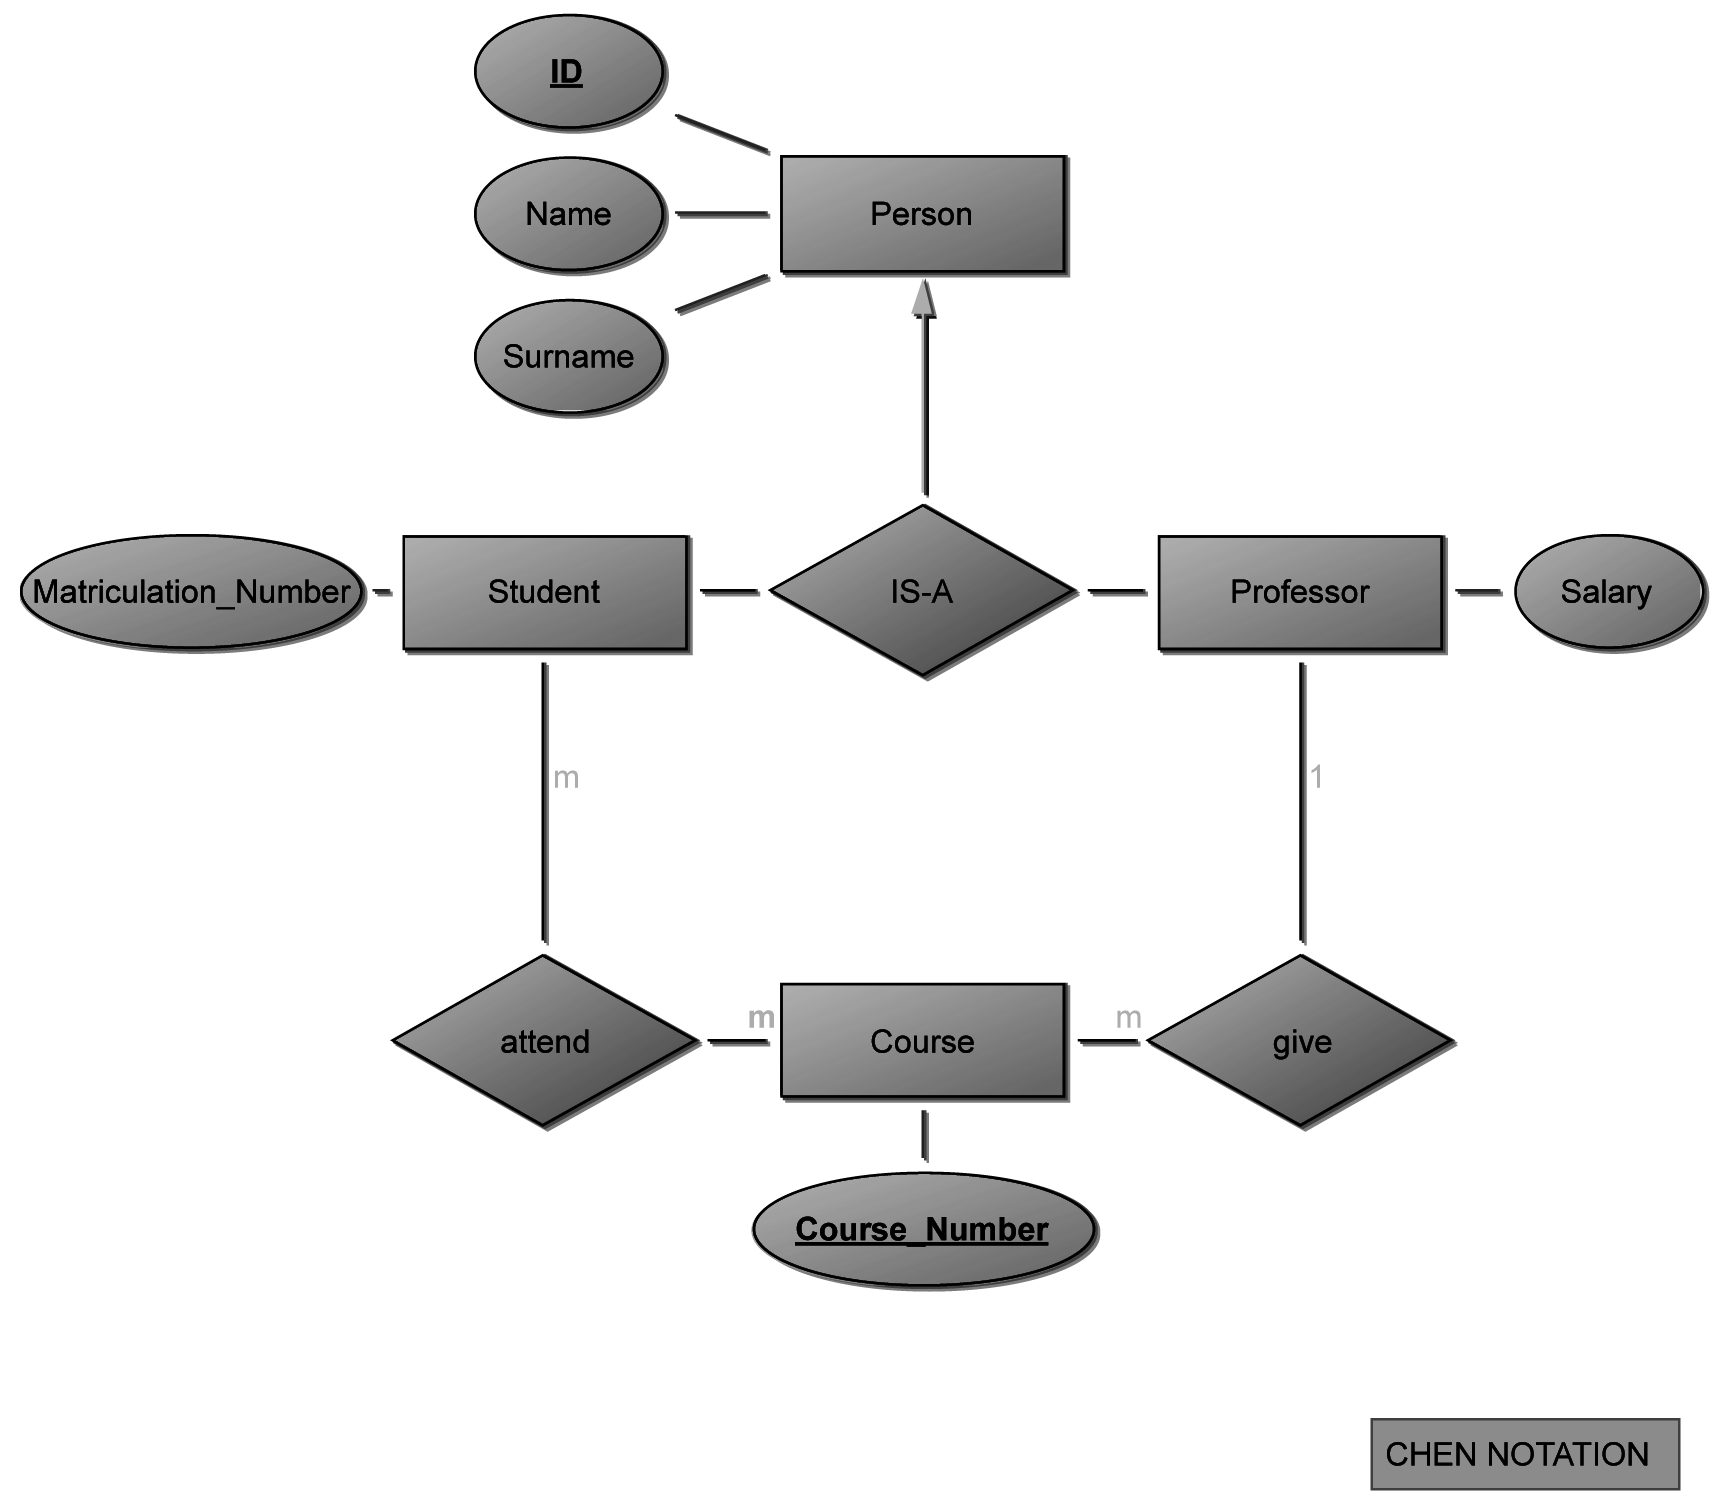 ID
Name
Person
Surname
Matriculation_Number
Student
IS-A
Professor
Salary
m
1
attend
m
Course
m
give
Course_Number
CHEN NOTATION